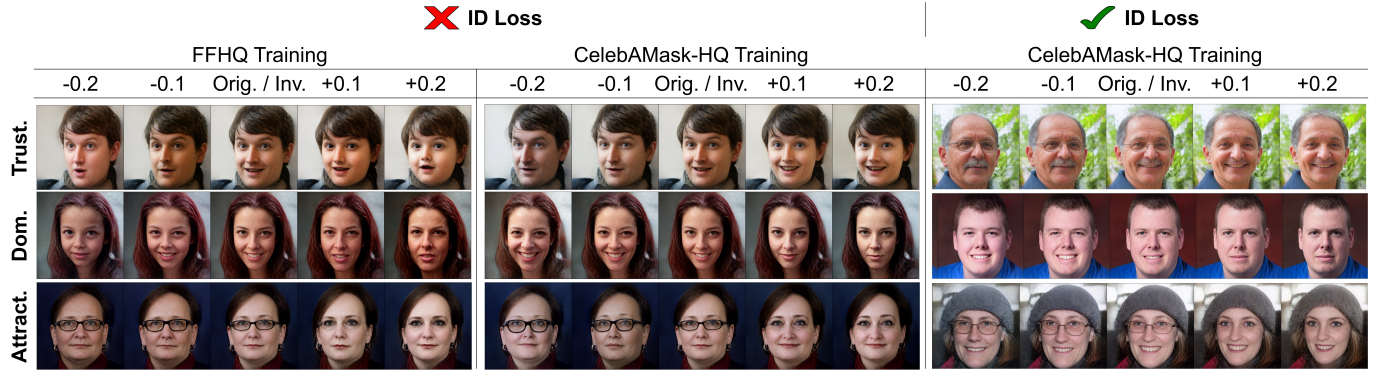 ID Loss ID Loss
FFHQ Training CelebAMask-HQ Training CelebAMask-HQ Training
-0.2 -0.1 Orig. / Inv. +0.1 +0.2 -0.2 -0.1 Orig. / Inv. +0.1 +0.2 -0.2 -0.1 Orig. / Inv. +0.1 +0.2
Trust.
Dom.
Attract.